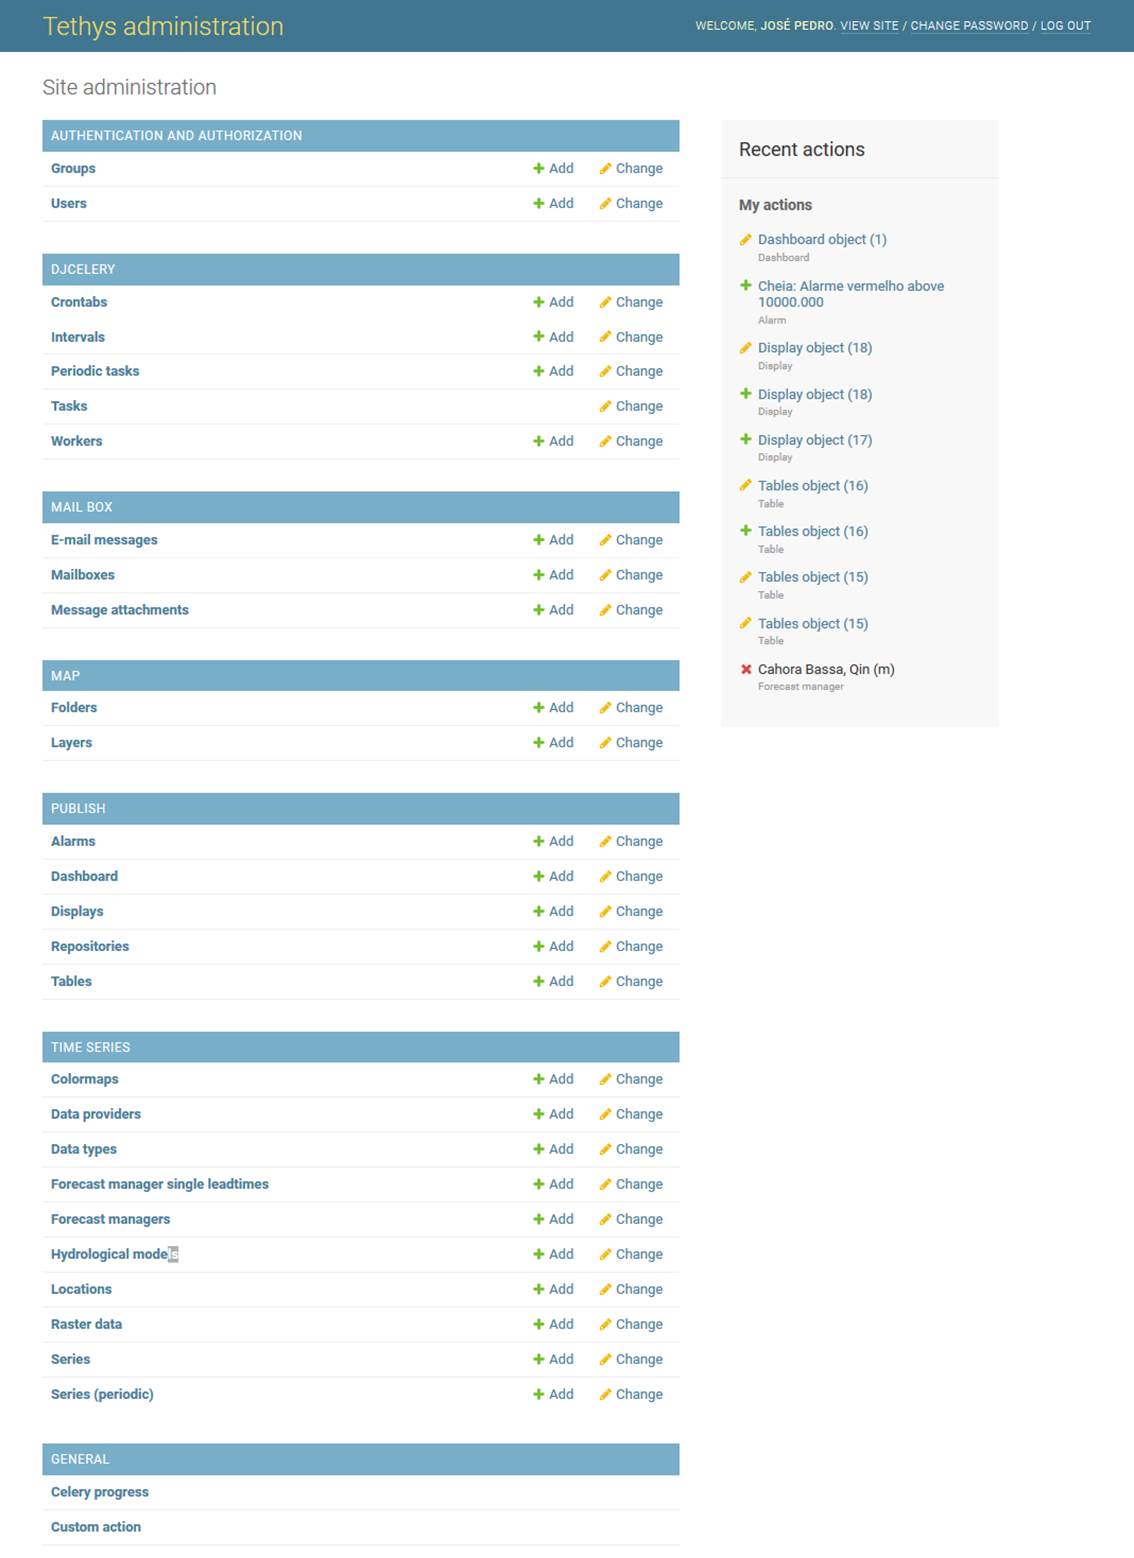 Tethys administration
WELCOME, JOSÉ PEDRO. VIEW SITE / CHANGE PASSWORD / LOG OUT
Site administration
AUTHENTICATION AND AUTHORIZATION
Groups Add Change
Users Add Change
DJCELERY
Crontabs Add Change
Intervals Add Change
Periodic tasks Add Change
Tasks Change
Workers Add Change
MAIL BOX
E-mail messages Add Change
Mailboxes Add Change
Message attachments Add Change
MAP
Folders Add Change
Layers Add Change
PUBLISH
Alarms Add Change
Dashboard Add Change
Displays Add Change
Repositories Add Change
Tables Add Change
TIME SERIES
Colormaps Add Change
Data providers Add Change
Data types Add Change
Forecast manager single leadtimes Add Change
Forecast managers Add Change
Hydrological models Add Change
Locations Add Change
Raster data Add Change
Series Add Change
Series (periodic) Add Change
GENERAL
Celery progress
Custom action
Recent actions
My actions
Dashboard object (1)
Dashboard
Cheia: Alarme vermelho above
10000.000
Alarm
Display object (18)
Display
Display object (18)
Display
Display object (17)
Display
Tables object (16)
Table
Tables object (16)
Table
Tables object (15)
Table
Tables object (15)
Table
Cahora Bassa, Qin (m)
Forecast manager